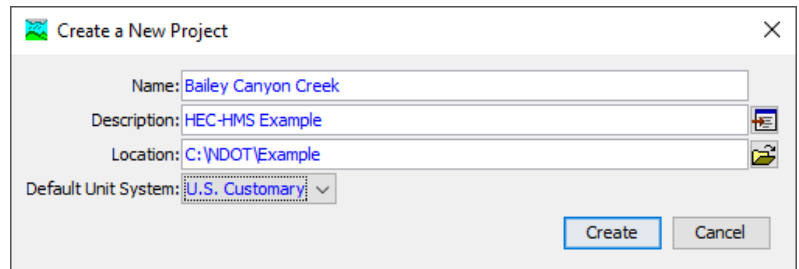 Create a New Project
Name: Bailey Canyon Creek
Description: HEC-HMS Example
Location: C:\NDOT\Example
Default Unit System: U.S. Customary
Create Cancel